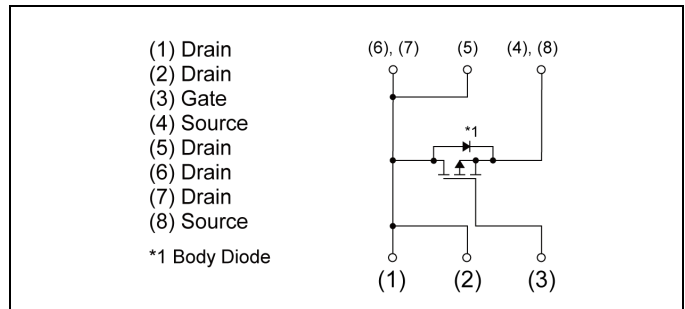 (1) Drain
(2) Drain
(3) Gate
(4) Source
(5) Drain
(6) Drain
(7) Drain
(8) Source
*1 Body Diode
(6), (7) (5) (4), (8)
*1
(1) (2) (3)